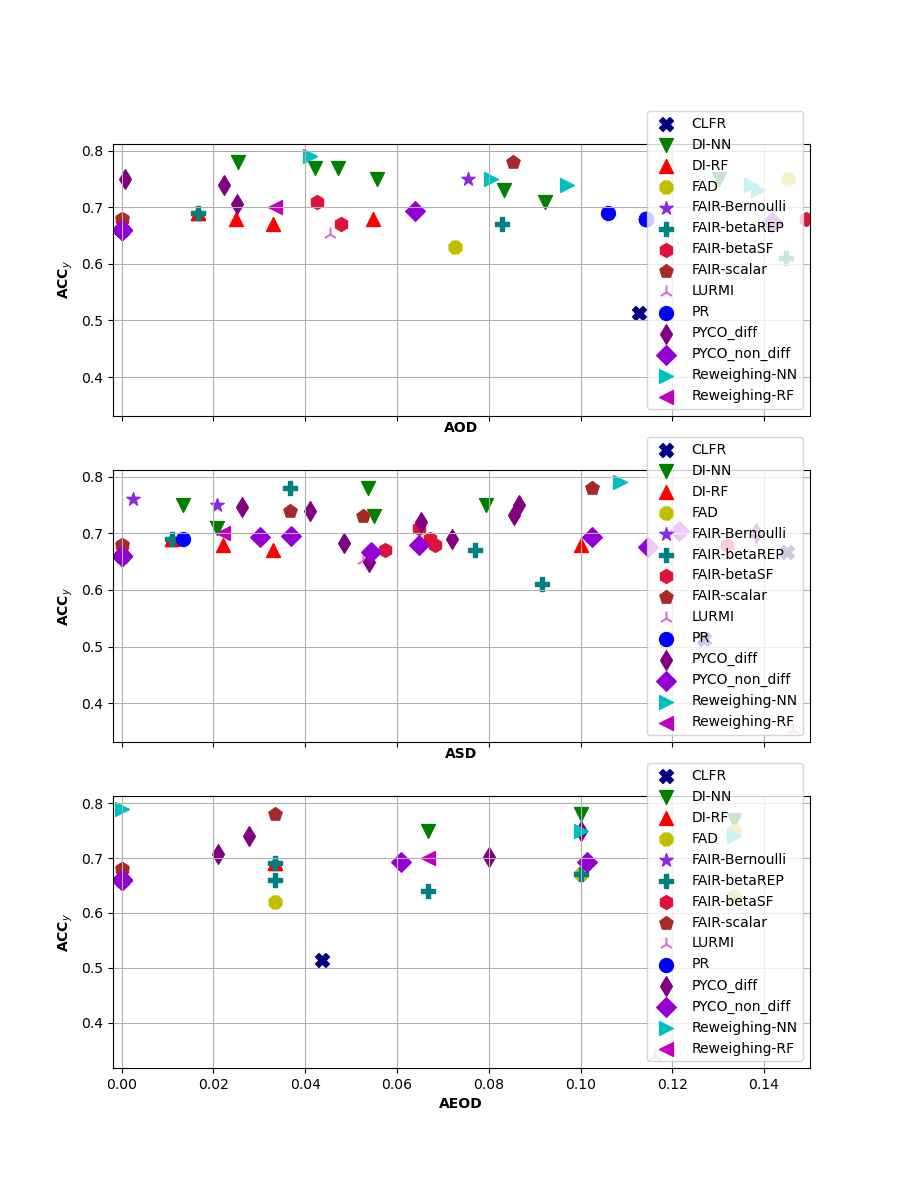 0.8
0.7
0.6
0.5
0.4
ACCy
AOD
CLFR
DI-NN
DI-RF
FAD
FAIR-Bernoulli
FAIR-betaREP
FAIR-betaSF
FAIR-scalar
LURMI
PR
PYCO_diff
PYCO_non_diff
Reweighing-NN
Reweighing-RF
0.8
0.7
0.6
0.5
0.4
ACCy
ASD
CLFR
DI-NN
DI-RF
FAD
FAIR-Bernoulli
FAIR-betaREP
FAIR-betaSF
FAIR-scalar
LURMI
PR
PYCO_diff
PYCO_non_diff
Reweighing-NN
Reweighing-RF
0.8
0.7
0.6
0.5
0.4
ACCy
CLFR
DI-NN
DI-RF
FAD
FAIR-Bernoulli
FAIR-betaREP
FAIR-betaSF
FAIR-scalar
LURMI
PR
PYCO_diff
PYCO_non_diff
Reweighing-NN
Reweighing-RF
0.00 0.02 0.04 0.06 0.08 0.10 0.12 0.14
AEOD